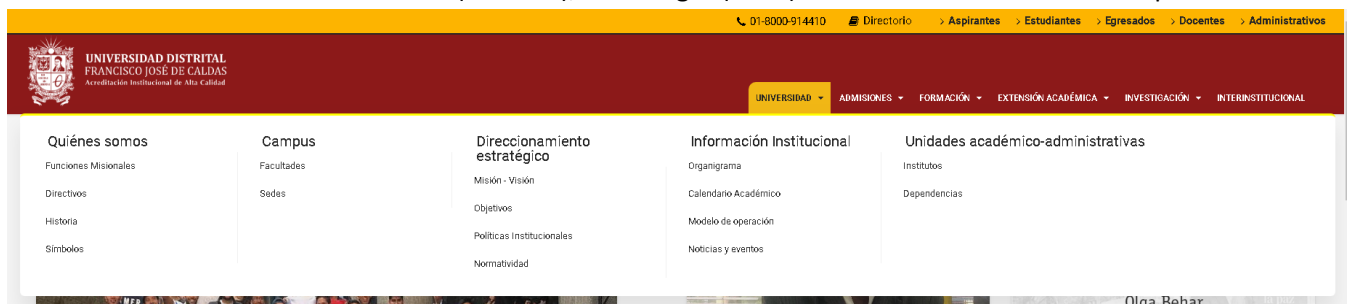 01-8000-914410 Directorio > Aspirantes > Estudiantes > Egresados > Docentes > Administrativos
UNIVERSIDAD DISTRITAL
FRANCISCO JOSÉ DE CALDAS
Acreditación Institucional de Alta Calidad
UNIVERSIDAD ADMISIONES FORMACIÓN EXTENSIÓN ACADÉMICA INVESTIGACIÓN INTERINSTITUCIONAL
Quiénes somos
Funciones Misionales
Directivos
Historia
Símbolos
Campus
Facultades
Sedes
Direccionamiento
estratégico
Misión - Visión
Objetivos
Políticas Institucionales
Normatividad
Información Institucional
Organigrama
Calendario Académico
Modelo de operación
Noticias y eventos
Unidades académico-administrativas
Institutos
Dependencias
Olga Behar